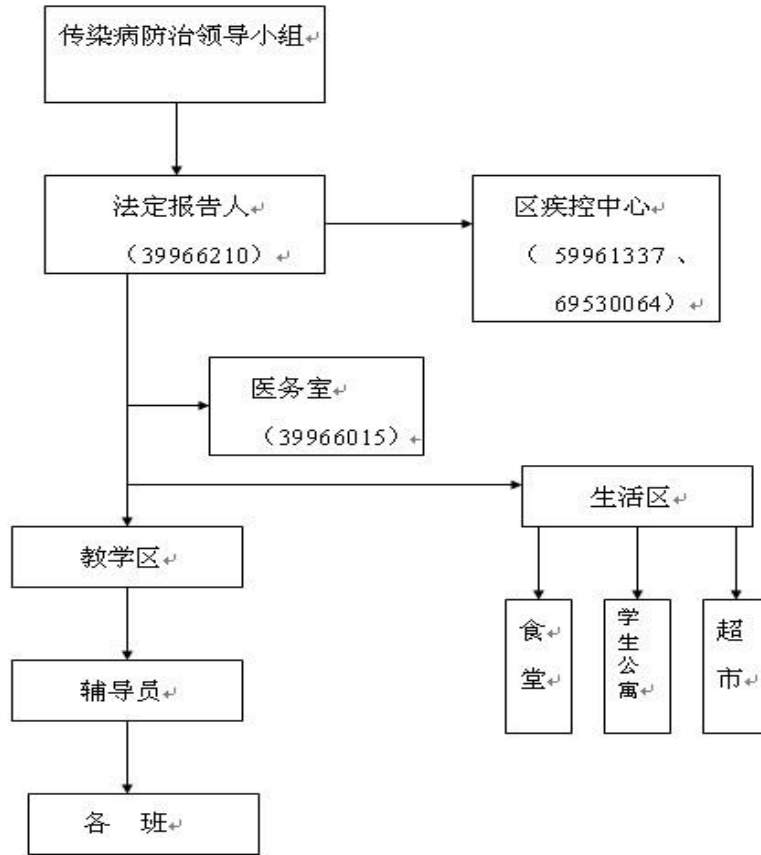 传染病防治领导小组
法定报告人
（39966210）
区疾控中心
（ 59961337 、
69530064）
医务室
（39966015）
生活区
教学区
食
堂
学
生
公
寓
超
市
辅导员
各 班